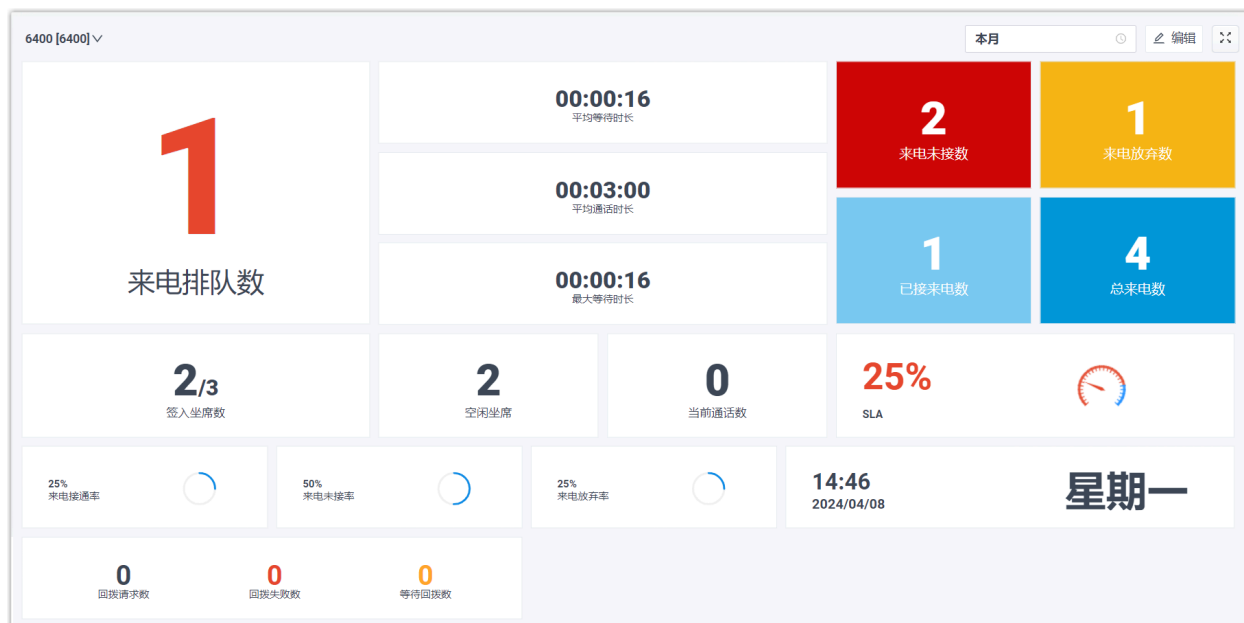 6400 [6400]
本月
编辑
1
来电排队数
00:00:16
平均等待时长
00:03:00
平均通话时长
00:00:16
最大等待时长
2
来电未接数
1
来电放弃数
1
已接来电数
4
总来电数
2/3
签入坐席数
2
空闲坐席
0
当前通话数
25%
SLA
25%
来电接通率
50%
来电未接率
25%
来电放弃率
14:46
2024/04/08
星期一
0
回拨请求数
0
回拨失败数
0
等待回拨数